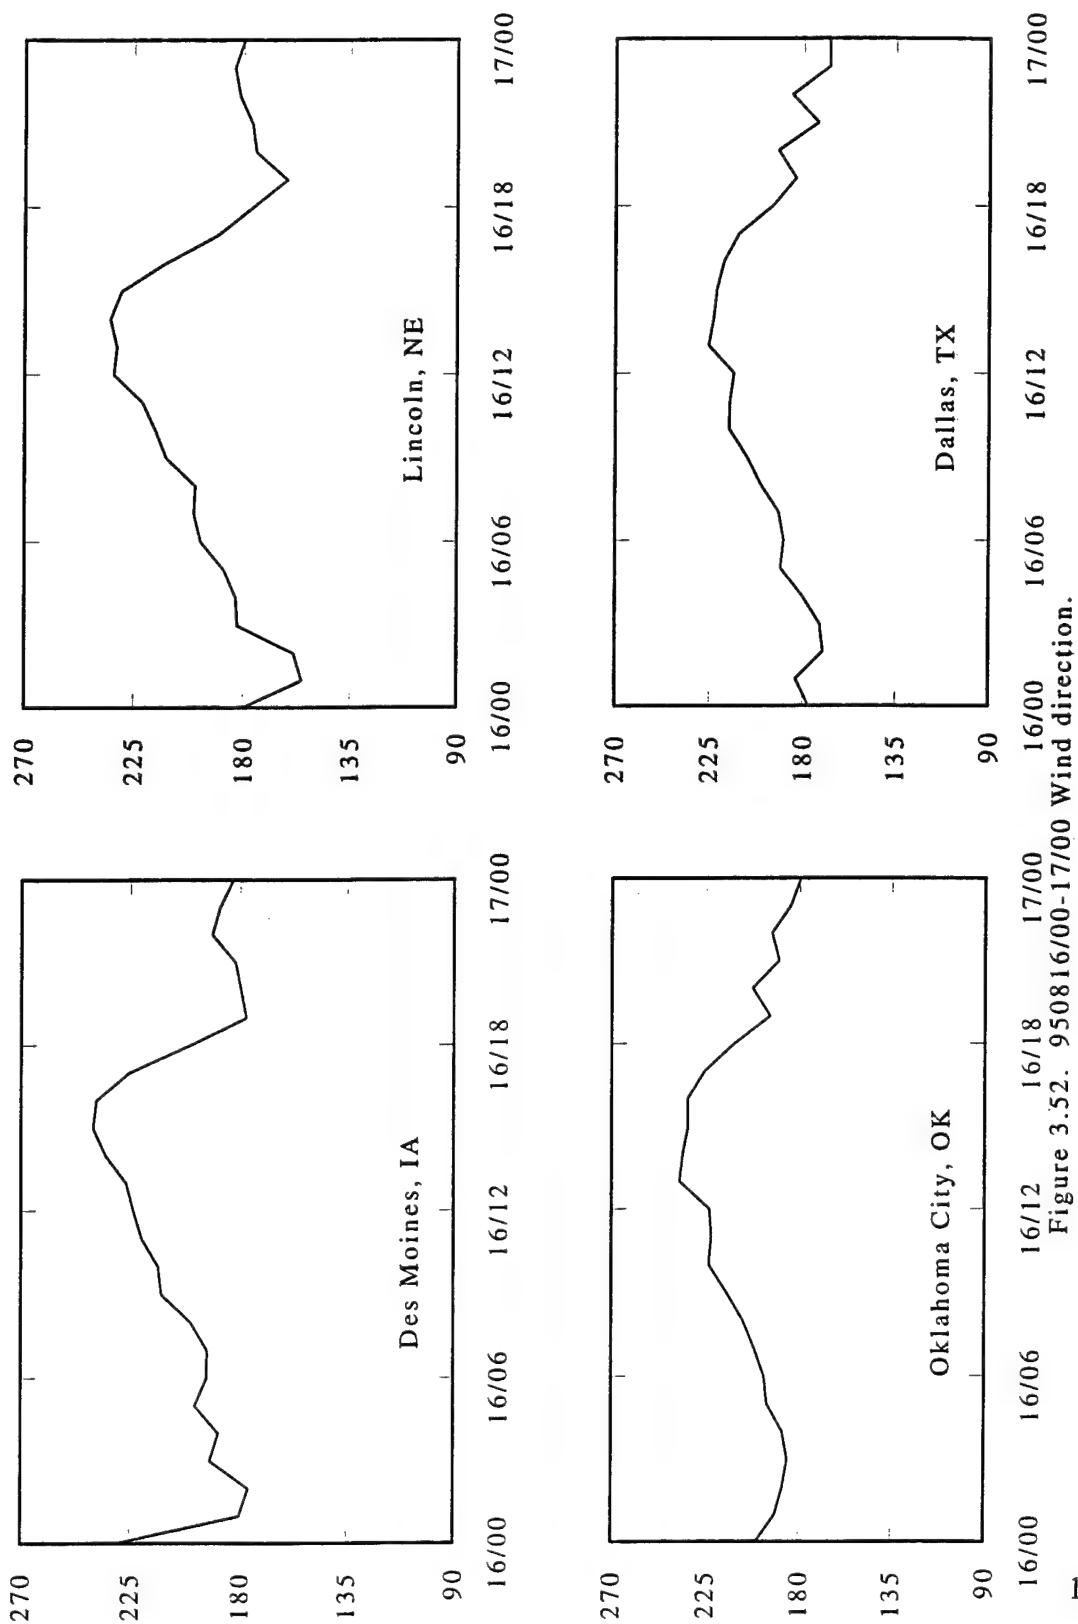 270
225
180
135
90
Des Moines, IA
16/00 16/06 16/12 16/18 17/00
270
225
180
135
90
Lincoln, NE
16/00 16/06 16/12 16/18 17/00
270
225
180
135
90
Oklahoma City, OK
16/00 16/06 16/12 16/18 17/00
270
225
180
135
90
Dallas, TX
16/00 16/06 16/12 16/18 17/00
Figure 3.52. 950816/00-17/00 Wind direction.
1